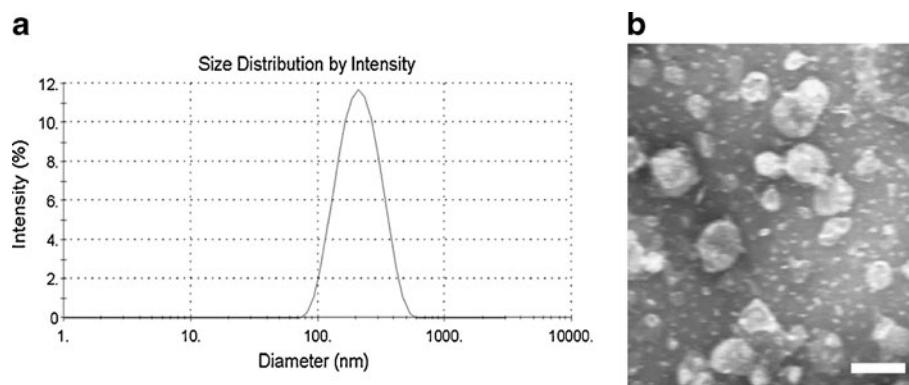 a
b
Size Distribution by Intensity
Intensity (%)
12.
10.
8.
6.
4.
2.
0
1.
10.
100.
1000.
10000.
Diameter (nm)